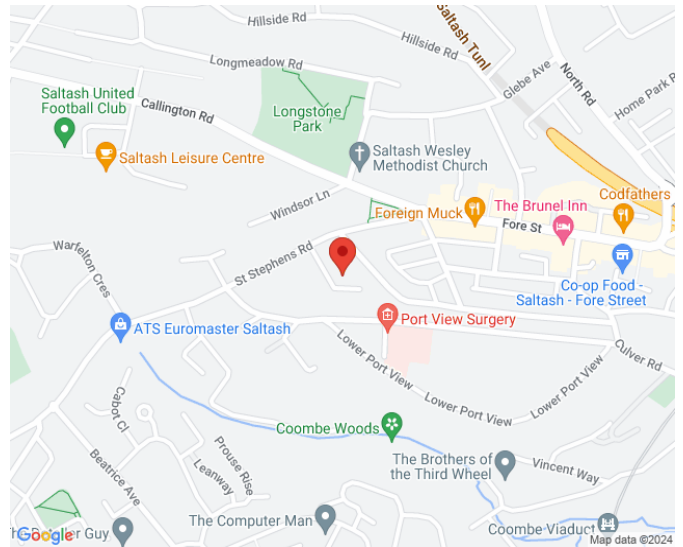 Hillside Rd
Hillside Rd
Saltash Tunl
Longmeadow Rd
Glebe Ave
North Rd
Home Park Rd
Saltash United
Football Club
Callington Rd
Longstone
Park
Saltash Leisure Centre
Saltash Wesley
Methodist Church
Windsor Ln
Foreign Muck
The Brunel Inn
Codfathers
Fore St
Warfelton Cres
St Stephens Rd
Co-op Food -
Saltash - Fore Street
ATS Euromaster Saltash
Port View Surgery
Lower Port View
Lower Port View
Lower Port View
Culver Rd
Cabot Cl
Coombe Woods
Prouse Rise
Leanway
Beatrice Ave
The Brothers of
the Third Wheel
Vincent Way
The Computer Man
Guy
Coombe Viaduct
Google
Map data ©2024